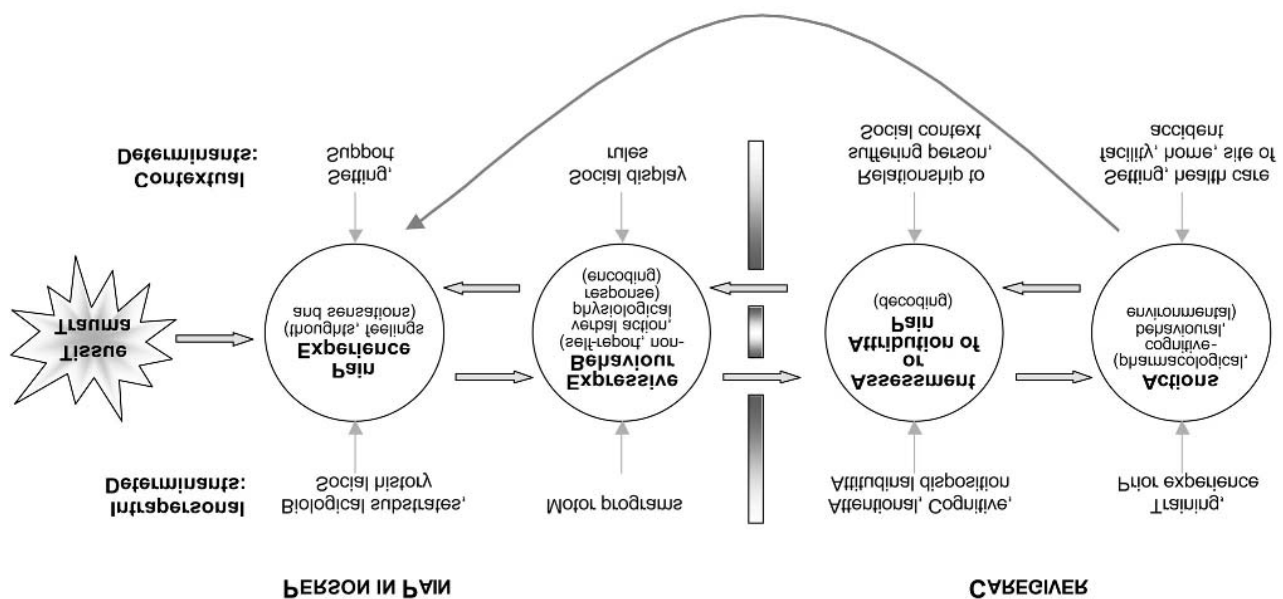 PERSON IN PAIN
CAREGIVER
Intrapersonal
Determinants:
Biological substrates,
Social history
Motor programs
Attentional, Cognitive,
Attitudinal disposition
Training,
Prior experience
Tissue
Trauma
Pain
Experience
(thoughts, feelings
and sensations)
Expressive
Behaviour
(self-report, non-
verbal action,
physiological
response)
(encoding)
Assessment
or
Attribution of
Pain
(decoding)
Actions
(pharmacological,
cognitive-
behavioural,
environmental)
Contextual
Determinants:
Setting,
Support
Social display
rules
Relationship to
suffering person,
Social context
Setting, health care
facility, home, site of
accident